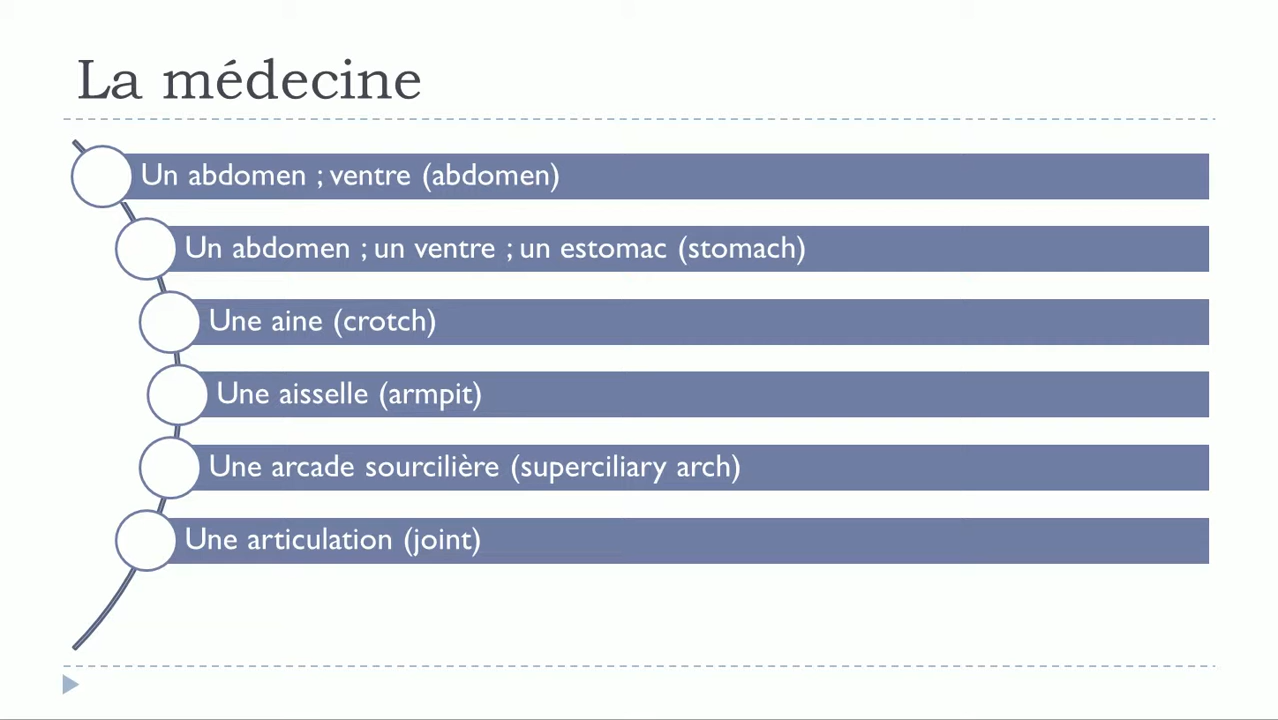 La médecine
Un abdomen ; ventre (abdomen)
Un abdomen ; un ventre ; un estomac (stomach)
Une aine (crotch)
Une aisselle (armpit)
Une arcade sourcilière (superciliary arch)
Une articulation (joint)